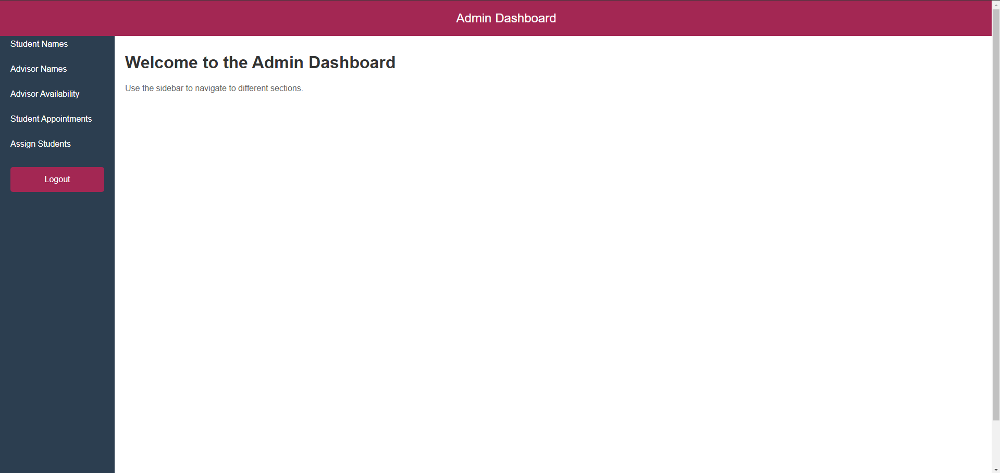 Admin Dashboard
Student Names
Advisor Names
Advisor Availability
Student Appointments
Assign Students
Logout
Welcome to the Admin Dashboard
Use the sidebar to navigate to different sections.